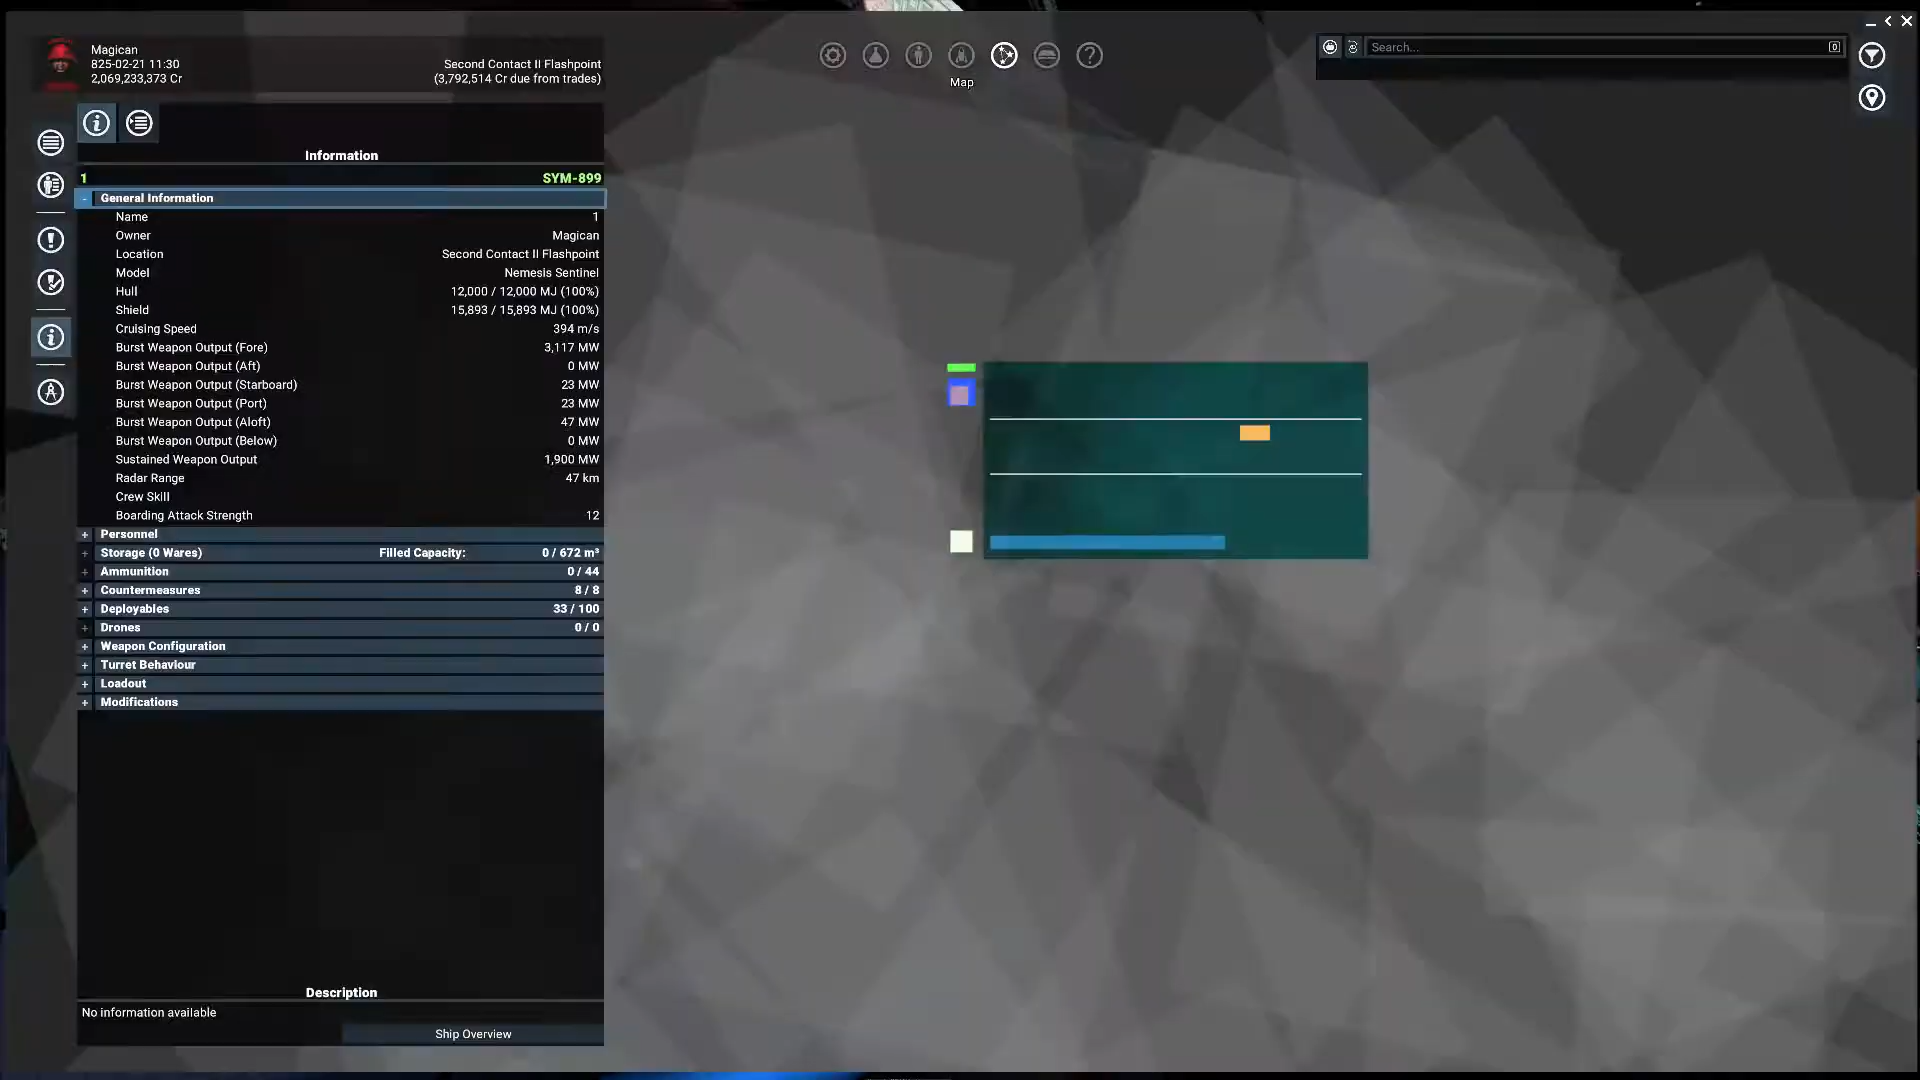 Magican
825-02-21 11:30
2,069,233,373 Cr
Second Contact II Flashpoint
(3,792,514 Cr due from trades)
Map
Search...
0
Information
1 SYM-899
- General Information
Name 1
Owner Magican
Location Second Contact II Flashpoint
Model Nemesis Sentinel
Hull 12,000 / 12,000 MJ (100%)
Shield 15,893 / 15,893 MJ (100%)
Cruising Speed 394 m/s
Burst Weapon Output (Fore) 3,117 MW
Burst Weapon Output (Aft) 0 MW
Burst Weapon Output (Starboard) 23 MW
Burst Weapon Output (Port) 23 MW
Burst Weapon Output (Aloft) 47 MW
Burst Weapon Output (Below) 0 MW
Sustained Weapon Output 1,900 MW
Radar Range 47 km
Crew Skill
Boarding Attack Strength 12
+ Personnel
+ Storage (0 Wares) Filled Capacity: 0 / 672 m³
+ Ammunition 0 / 44
+ Countermeasures 8 / 8
+ Deployables 33 / 100
+ Drones 0 / 0
+ Weapon Configuration
+ Turret Behaviour
+ Loadout
+ Modifications
Description
No information available
Ship Overview